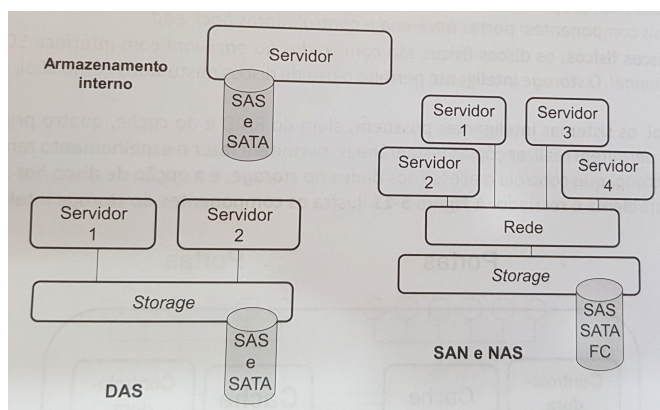 Armazenamento
interno
Servidor
SAS
e
SATA
Servidor
1
Servidor
2
Storage
SAS
e
SATA
DAS
Servidor
1
Servidor
3
Servidor
2
Servidor
4
Rede
Storage
SAS
SATA
FC
SAN e NAS